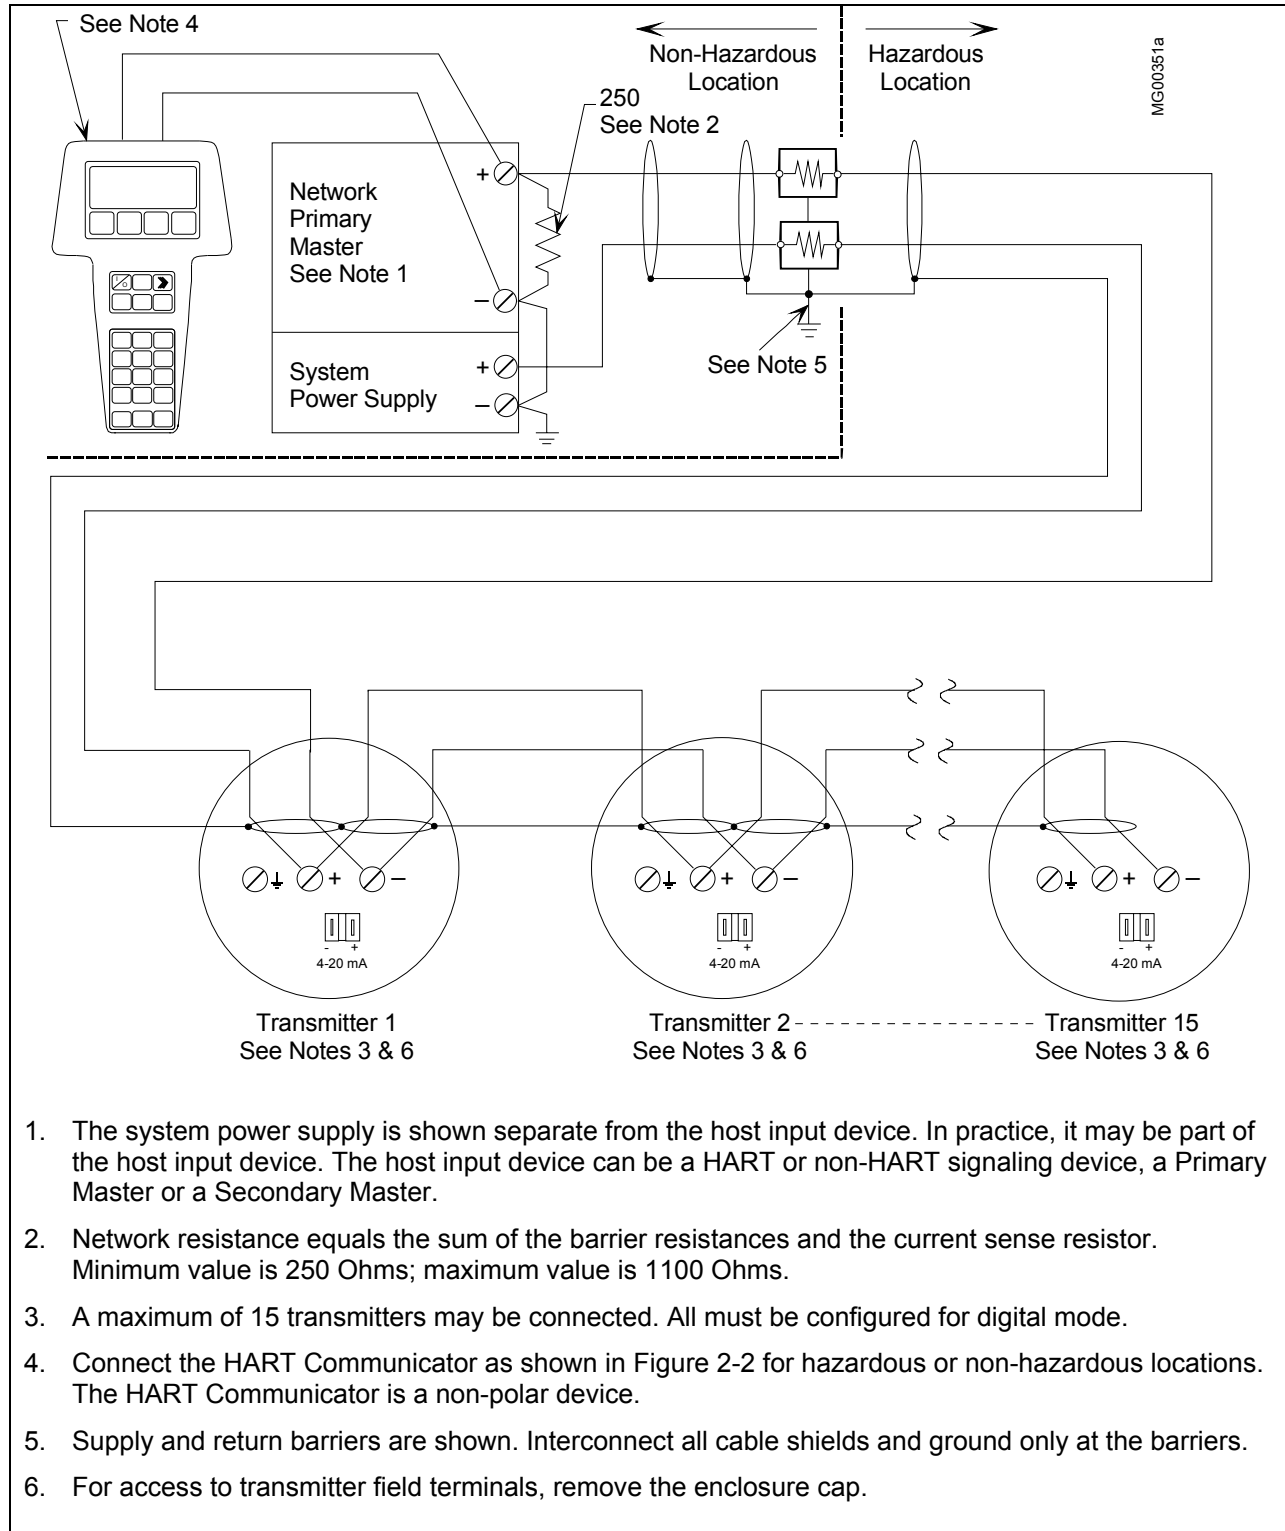 See Note 4
Non-Hazardous
Location
Hazardous
Location
MG00351a
250
See Note 2
Network
Primary
Master
See Note 1
+
–
System
Power Supply
+
–
See Note 5
I/O
+
–
- +
4-20 mA
+
–
- +
4-20 mA
+
–
- +
4-20 mA
Transmitter 1
See Notes 3 & 6
Transmitter 2
See Notes 3 & 6
Transmitter 15
See Notes 3 & 6
1. The system power supply is shown separate from the host input device. In practice, it may be part of
the host input device. The host input device can be a HART or non-HART signaling device, a Primary
Master or a Secondary Master.
2. Network resistance equals the sum of the barrier resistances and the current sense resistor.
Minimum value is 250 Ohms; maximum value is 1100 Ohms.
3. A maximum of 15 transmitters may be connected. All must be configured for digital mode.
4. Connect the HART Communicator as shown in Figure 2-2 for hazardous or non-hazardous locations.
The HART Communicator is a non-polar device.
5. Supply and return barriers are shown. Interconnect all cable shields and ground only at the barriers.
6. For access to transmitter field terminals, remove the enclosure cap.